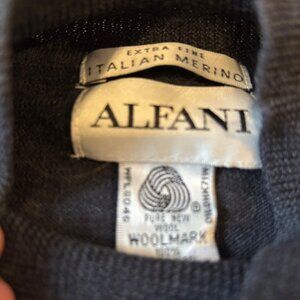 EXTRA FINE
ITALIAN MERINO
ALFANI
PURE NEW
WOOL
WOOLMARK